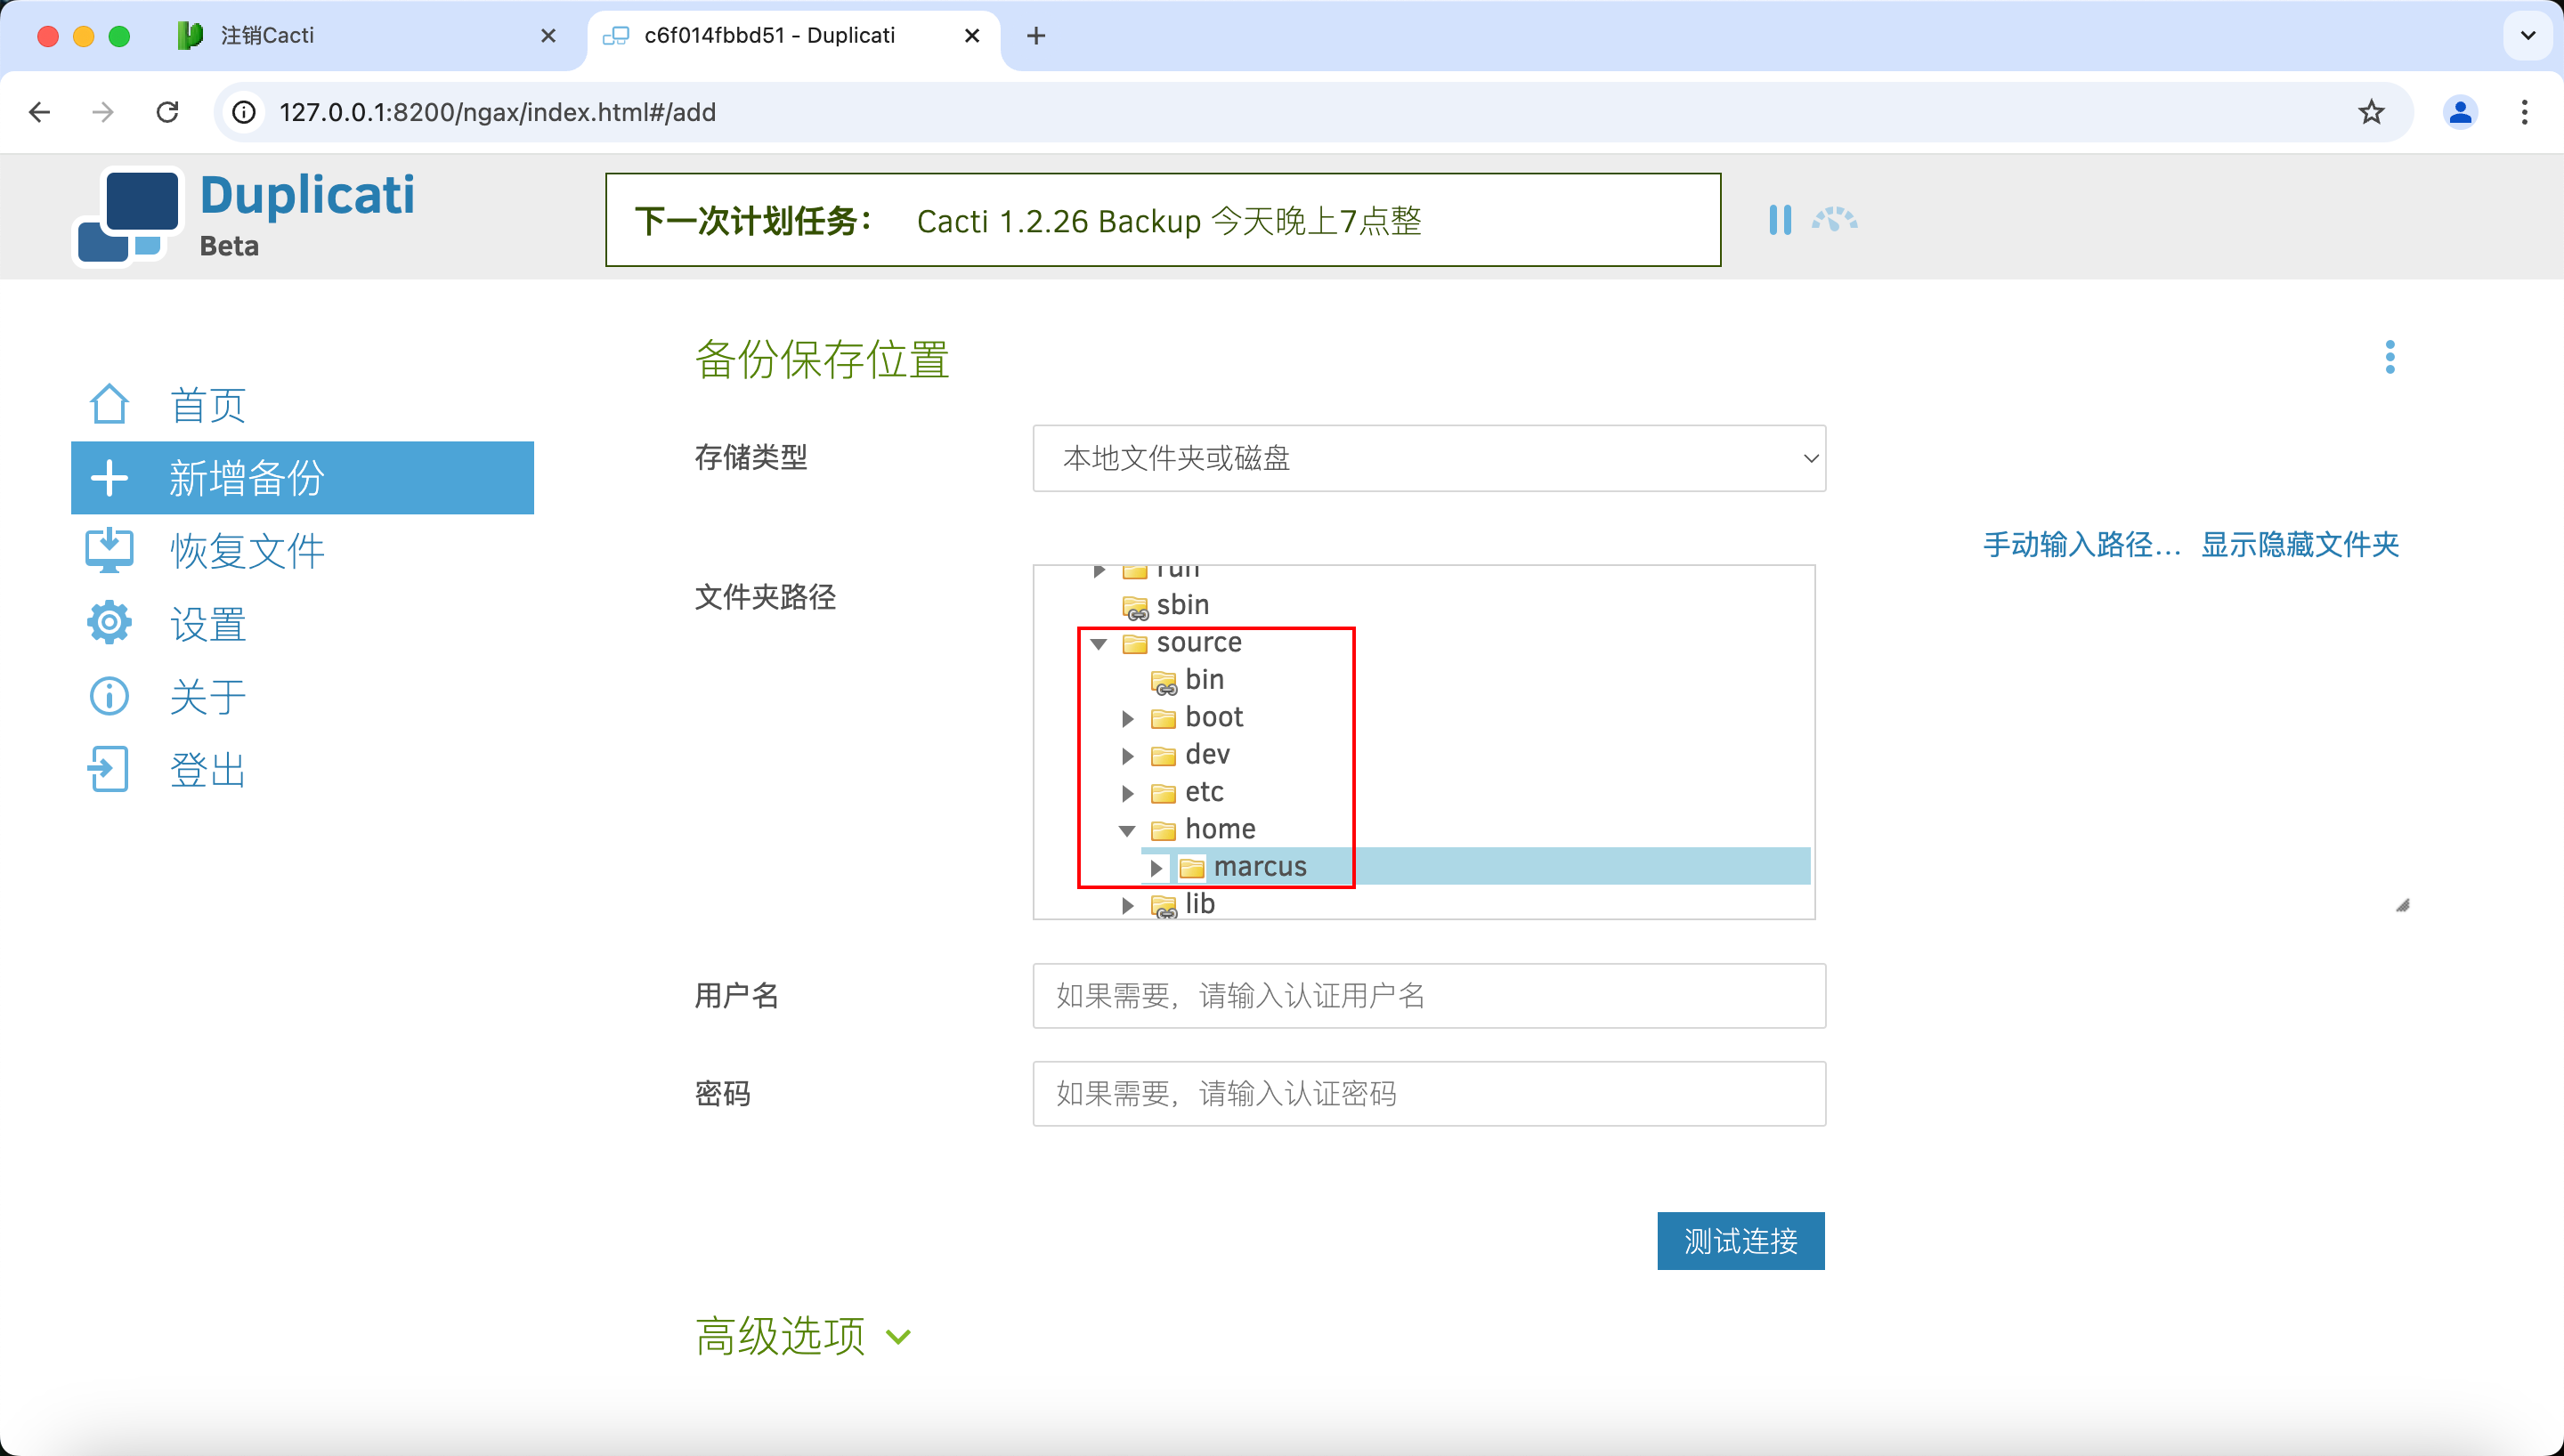 注销Cacti
c6f014fbbd51 - Duplicati
127.0.0.1:8200/ngax/index.html#/add
Duplicati
Beta
下一次计划任务： Cacti 1.2.26 Backup 今天晚上7点整
首页
新增备份
恢复文件
设置
关于
登出
备份保存位置
存储类型
本地文件夹或磁盘
手动输入路径... 显示隐藏文件夹
文件夹路径
run
sbin
source
bin
boot
dev
etc
home
marcus
lib
用户名
如果需要，请输入认证用户名
密码
如果需要，请输入认证密码
测试连接
高级选项